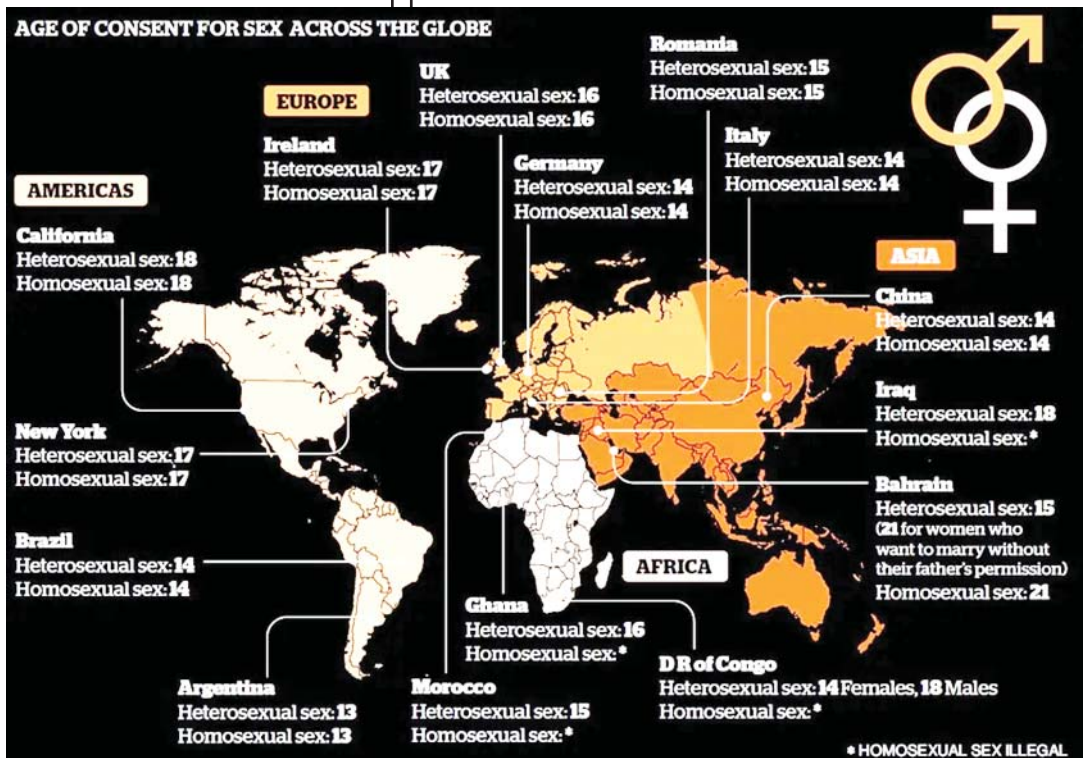 AGE OF CONSENT FOR SEX ACROSS THE GLOBE
AMERICAS
California
Heterosexual sex: 18
Homosexual sex: 18
New York
Heterosexual sex: 17
Homosexual sex: 17
Brazil
Heterosexual sex: 14
Homosexual sex: 14
Argentina
Heterosexual sex: 13
Homosexual sex: 13
EUROPE
Ireland
Heterosexual sex: 17
Homosexual sex: 17
UK
Heterosexual sex: 16
Homosexual sex: 16
Germany
Heterosexual sex: 14
Homosexual sex: 14
Romania
Heterosexual sex: 15
Homosexual sex: 15
Italy
Heterosexual sex: 14
Homosexual sex: 14
ASIA
China
Heterosexual sex: 14
Homosexual sex: 14
Iraq
Heterosexual sex: 18
Homosexual sex: *
Bahrain
Heterosexual sex: 15
(21 for women who
want to marry without
their father's permission)
Homosexual sex: 21
AFRICA
Ghana
Heterosexual sex: 16
Homosexual sex: *
Morocco
Heterosexual sex: 15
Homosexual sex: *
D R of Congo
Heterosexual sex: 14 Females, 18 Males
Homosexual sex: *
* HOMOSEXUAL SEX ILLEGAL